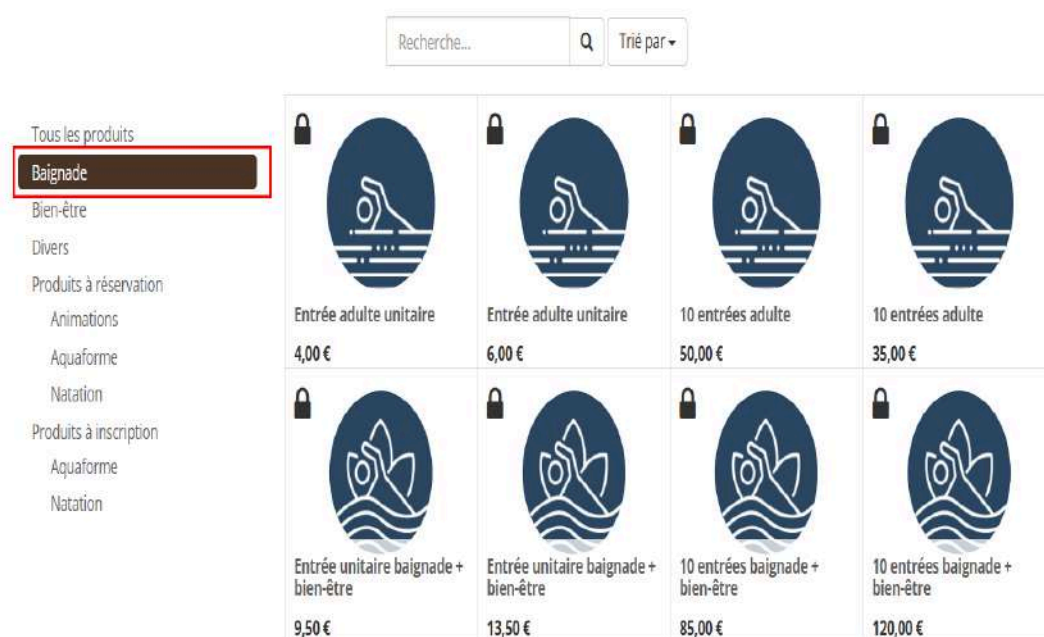 Recherche...
Trié par
Tous les produits
Baignade
Bien-être
Divers
Produits à réservation
Animations
Aquaforme
Natation
Produits à inscription
Aquaforme
Natation
Entrée adulte unitaire
4,00 €
Entrée adulte unitaire
6,00 €
10 entrées adulte
50,00 €
10 entrées adulte
35,00 €
Entrée unitaire baignade +
bien-être
9,50 €
Entrée unitaire baignade +
bien-être
13,50 €
10 entrées baignade +
bien-être
85,00 €
10 entrées baignade +
bien-être
120,00 €